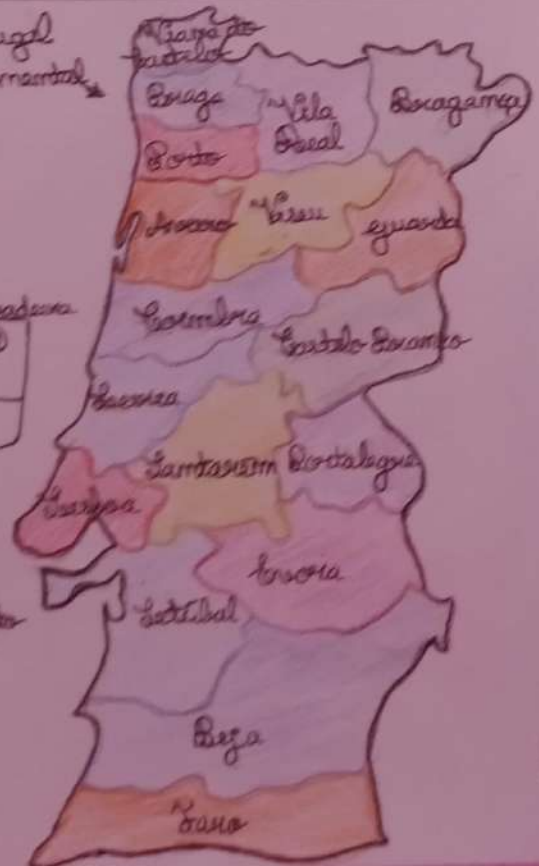 Viana do
Castelo
Braga
Vila
Real
Bragança
Porto
Aveiro
Viseu
Guarda
Coimbra
Castelo Branco
Leiria
Santarém
Portalegre
Lisboa
Évora
Setúbal
Beja
Faro